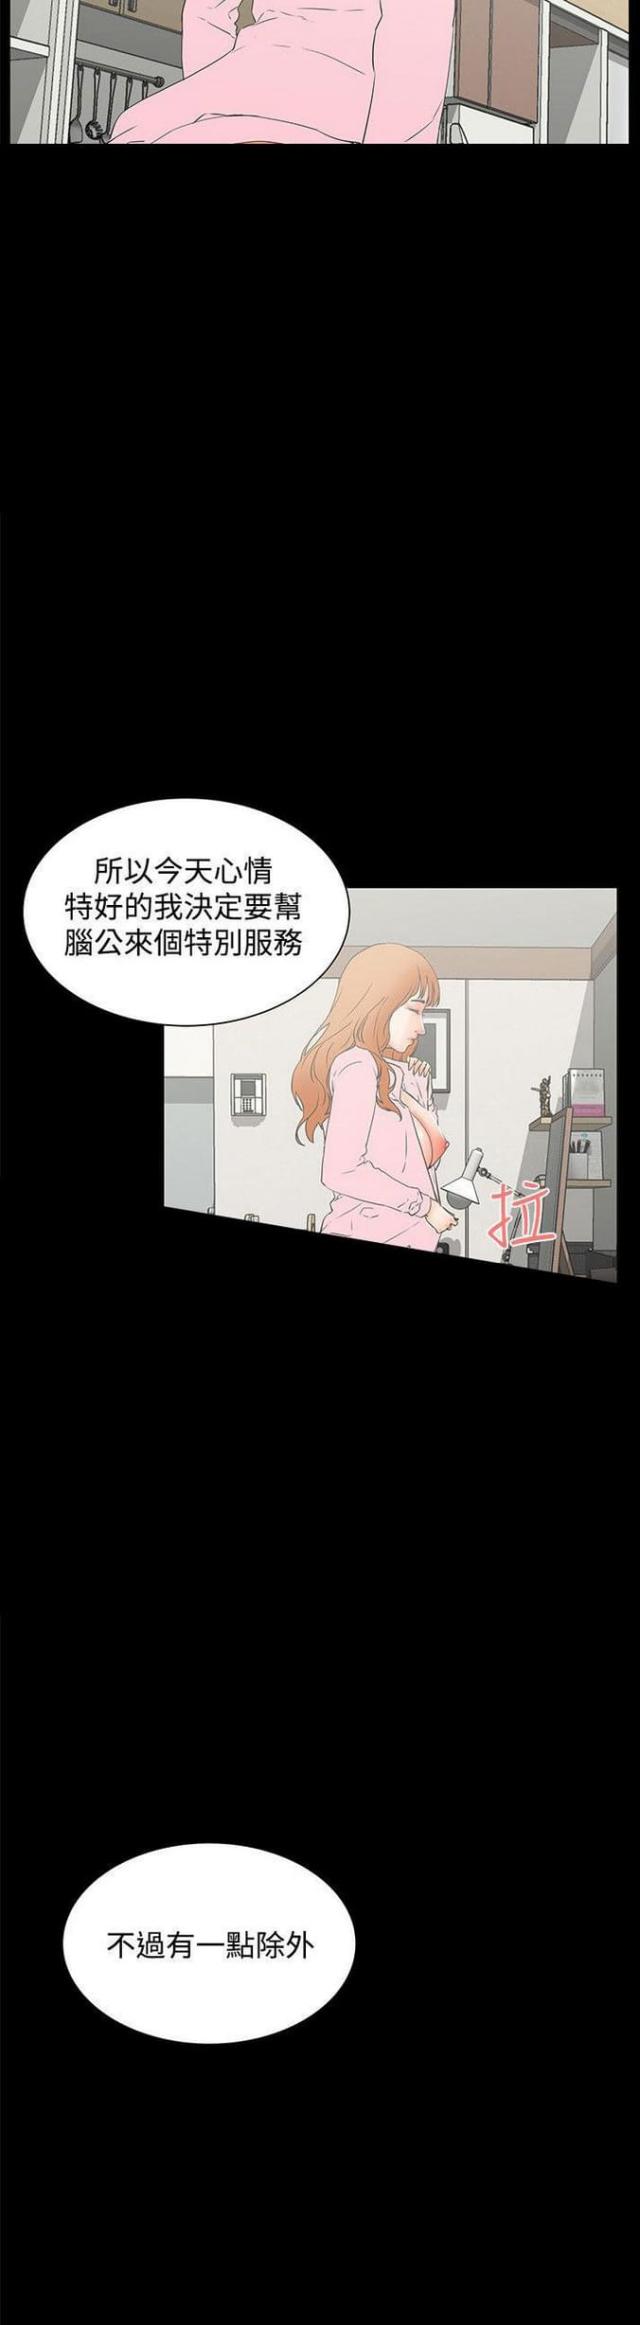 所以今天心情
特好的我決定要幫
腦公來個特別服務
拉
不過有一點除外